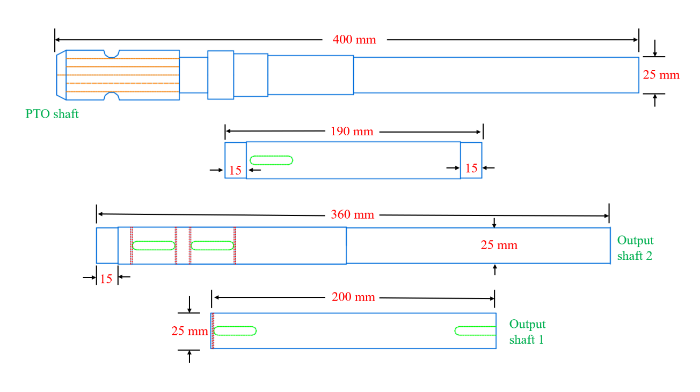 400 mm
25 mm
PTO shaft
190 mm
15
15
360 mm
25 mm
Output
shaft 2
15
200 mm
25 mm
Output
shaft 1